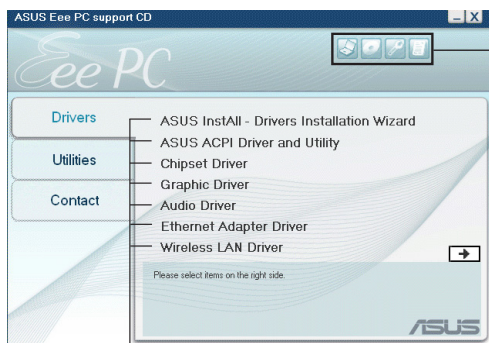 ASUS Eee PC support CD
Eee PC
Drivers
Utilities
Contact
ASUS InstAll - Drivers Installation Wizard
ASUS ACPI Driver and Utility
Chipset Driver
Graphic Driver
Audio Driver
Ethernet Adapter Driver
Wireless LAN Driver
Please select items on the right side.
ASUS